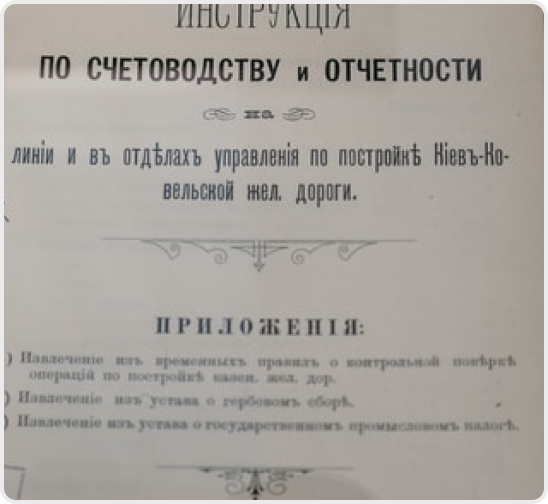 ИНСТРУКЦІЯ
ПО СЧЕТОВОДСТВУ и ОТЧЕТНОСТИ
на
линіи и въ отдѣлахъ управленія по постройкѣ Кіевъ-Ко-
вельской жел. дороги.
ПРИЛОЖЕНІЯ:
) Извлеченіе изъ временныхъ правилъ о контрольной повѣркѣ
операцій по постройкѣ казен. жел. дор.
) Извлеченіе изъ устава о гербовомъ сборѣ.
) Извлеченіе изъ устава о государственномъ промысловомъ налогѣ.